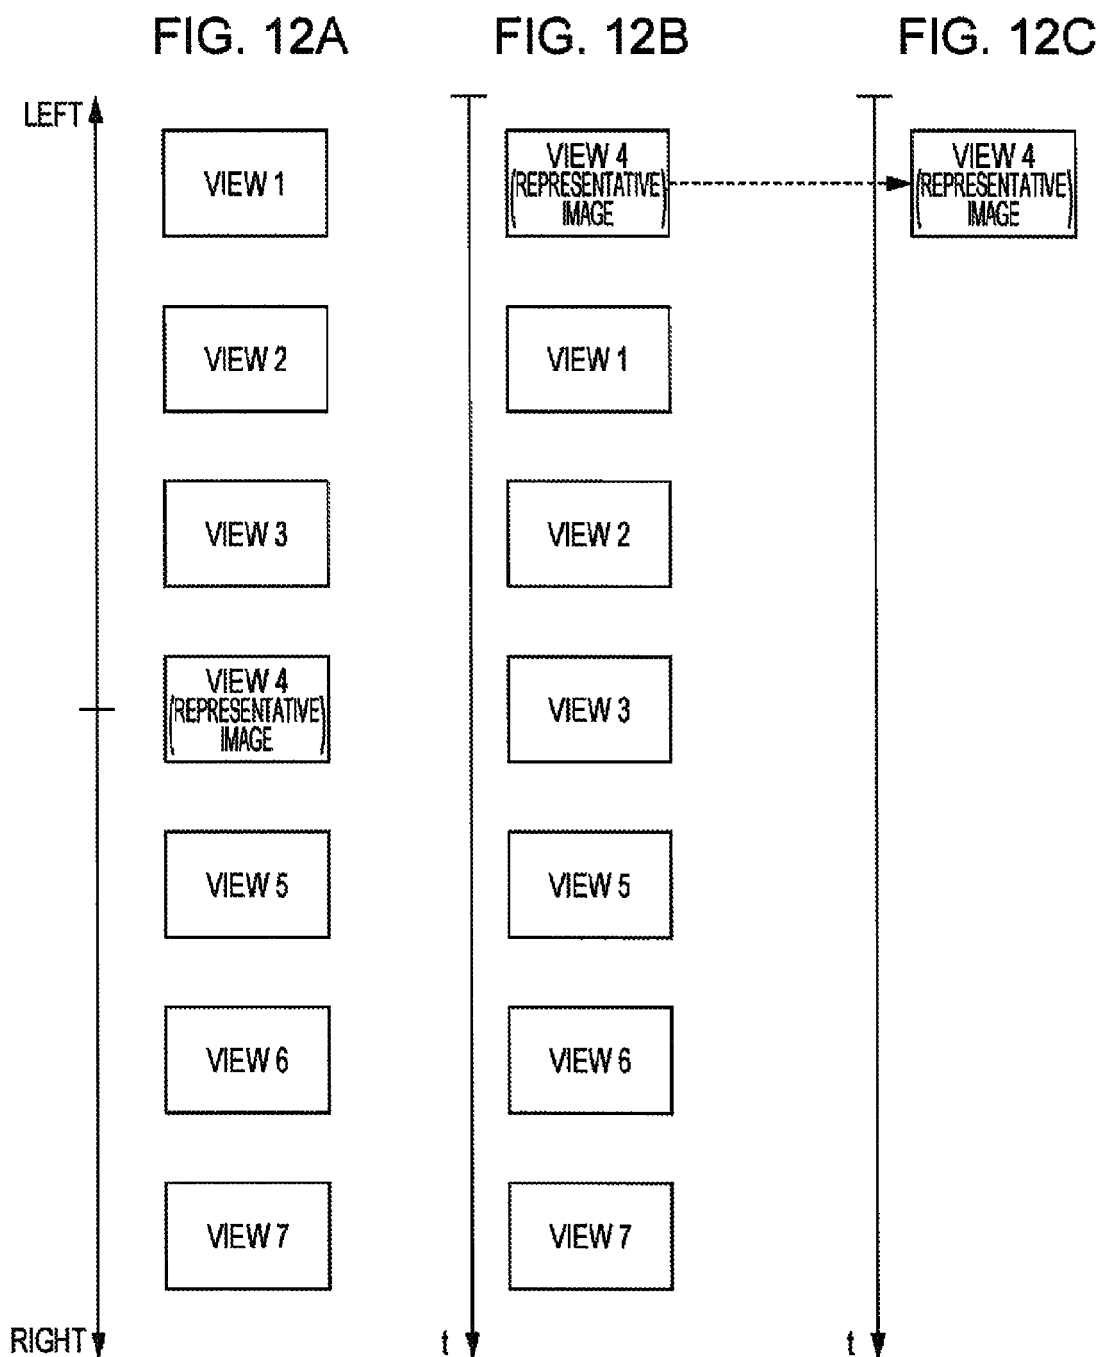 FIG. 12A
FIG. 12B
FIG. 12C
LEFT
VIEW 1
VIEW 2
VIEW 3
VIEW 4
(REPRESENTATIVE
IMAGE)
VIEW 5
VIEW 6
VIEW 7
RIGHT
VIEW 4
(REPRESENTATIVE
IMAGE)
VIEW 1
VIEW 2
VIEW 3
VIEW 5
VIEW 6
VIEW 7
t
VIEW 4
(REPRESENTATIVE
IMAGE)
t